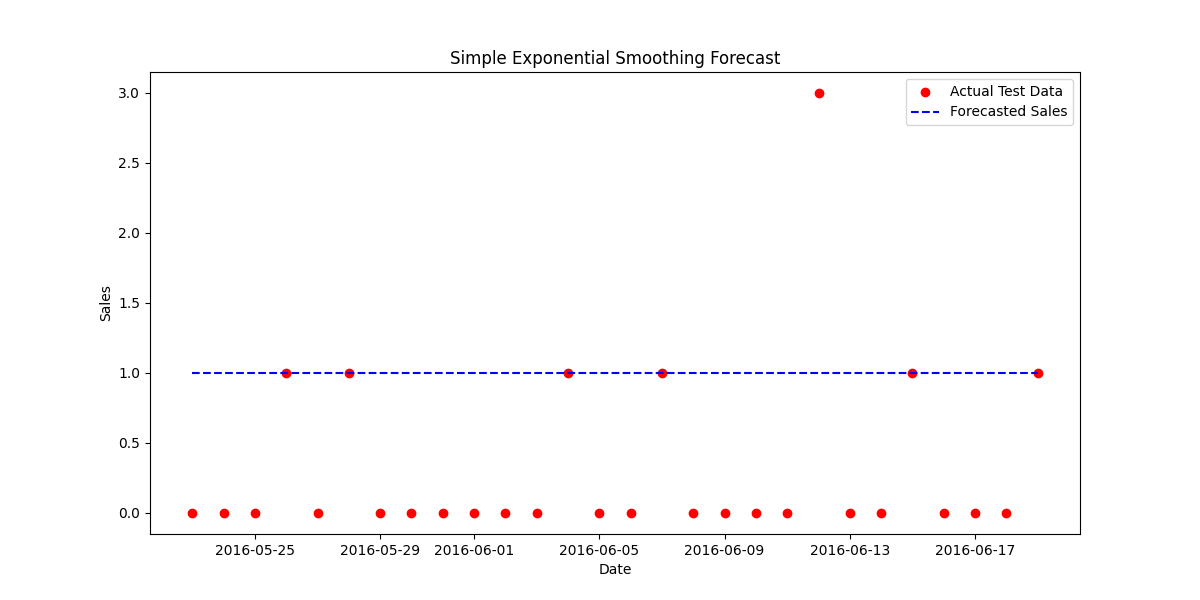 Simple Exponential Smoothing Forecast
Actual Test Data
Forecasted Sales
3.0
2.5
2.0
1.5
1.0
0.5
0.0
Sales
2016-05-25 2016-05-29 2016-06-01 2016-06-05 2016-06-09 2016-06-13 2016-06-17
Date